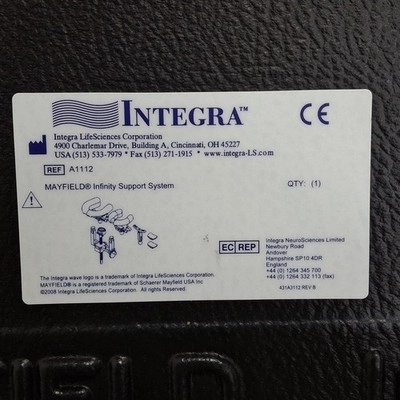 INTEGRA™
CE
Integra LifeSciences Corporation
4900 Charlemar Drive, Building A, Cincinnati, OH 45227
USA (513) 533-7979 * Fax (513) 271-1915 www.integra-LS.com
REF A1112
MAYFIELD® Infinity Support System QTY: (1)
EC REP
Integra NeuroSciences Limited
Newbury Road
Andover
Hampshire SP10 4DR
England
+44 (0) 1264 345 700
+44 (0) 1264 332 113 (fax)
The Integra wave logo is a trademark of Integra LifeSciences Corporation.
MAYFIELD® is a registered trademark of Schaerer Mayfield USA Inc
©2008 Integra LifeSciences Corporation.
431A3112 REV B
FIELD